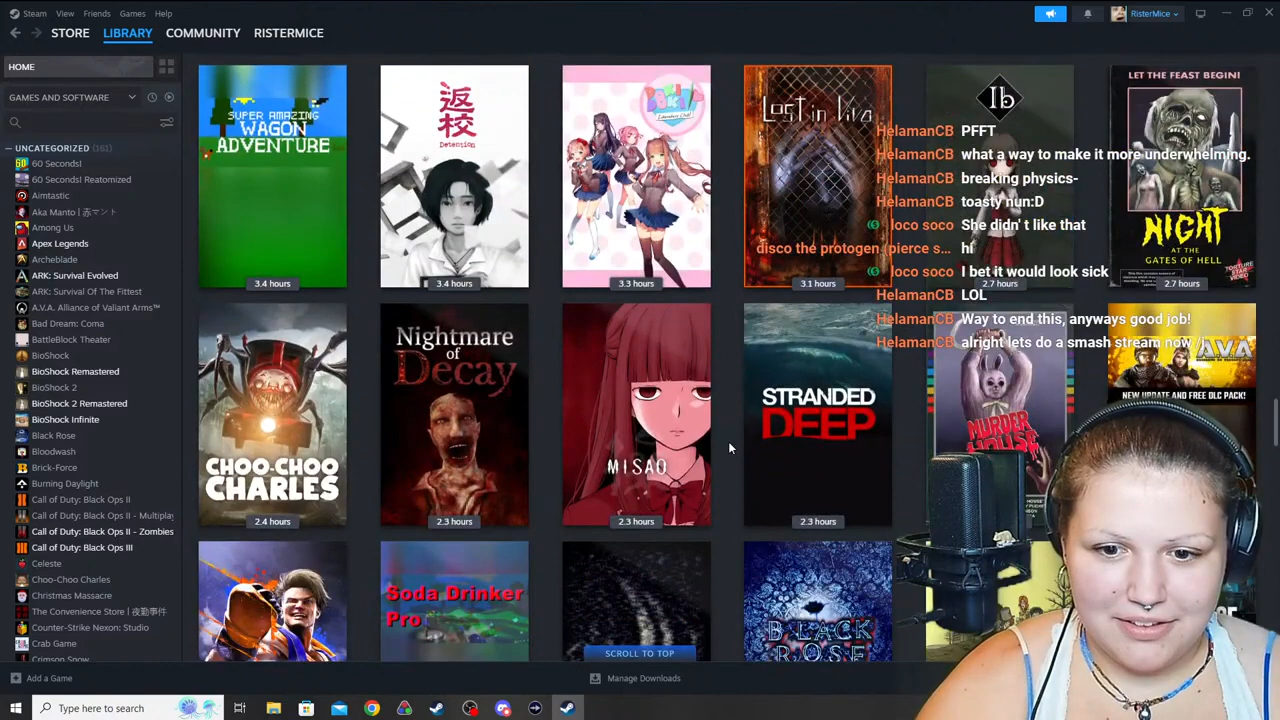 Steam View Friends Games Help
RisterMice
STORE LIBRARY COMMUNITY RISTERMICE
HOME
GAMES AND SOFTWARE
UNCATEGORIZED (161)
60 Seconds!
60 Seconds! Reatomized
Aimtastic
Aka Manto | 赤マント
Among Us
Apex Legends
Archeblade
ARK: Survival Evolved
ARK: Survival Of The Fittest
A.V.A. Alliance of Valiant Arms™
Bad Dream: Coma
BattleBlock Theater
BioShock
BioShock Remastered
BioShock 2
BioShock 2 Remastered
BioShock Infinite
Black Rose
Bloodwash
Brick-Force
Burning Daylight
Call of Duty: Black Ops II
Call of Duty: Black Ops II - Multiplay
Call of Duty: Black Ops II - Zombies
Call of Duty: Black Ops III
Celeste
Choo-Choo Charles
Christmas Massacre
The Convenience Store | 夜勤事件
Counter-Strike Nexon: Studio
Crab Game
Crimson Snow
SUPER AMAZING
WAGON
ADVENTURE
3.4 hours
返校
Detention
3.4 hours
DOKI DOKI
Literature Club!
3.3 hours
Lost in Vivo
3.1 hours
Ib
2.7 hours
LET THE FEAST BEGIN!
NIGHT
AT THE
GATES OF HELL
TORTURE
STAR
2.7 hours
HelamanCB PFFT
HelamanCB what a way to make it more underwhelming.
HelamanCB breaking physics-
HelamanCB toasty nun:D
loco soco She didn' t like that
disco the protogen (pierce s... hI
loco soco I bet it would look sick
HelamanCB LOL
HelamanCB Way to end this, anyways good job!
HelamanCB alright lets do a smash stream now /j
CHOO-CHOO
CHARLES
2.4 hours
Nightmare
of
Decay
2.3 hours
MISAO
2.3 hours
STRANDED
DEEP
2.3 hours
MURDER
HOUSE
A.V.A
NEW UPDATE AND FREE DLC PACK!
Soda Drinker
Pro
BLACK
ROSE
SCROLL TO TOP
Add a Game
Manage Downloads
Type here to search